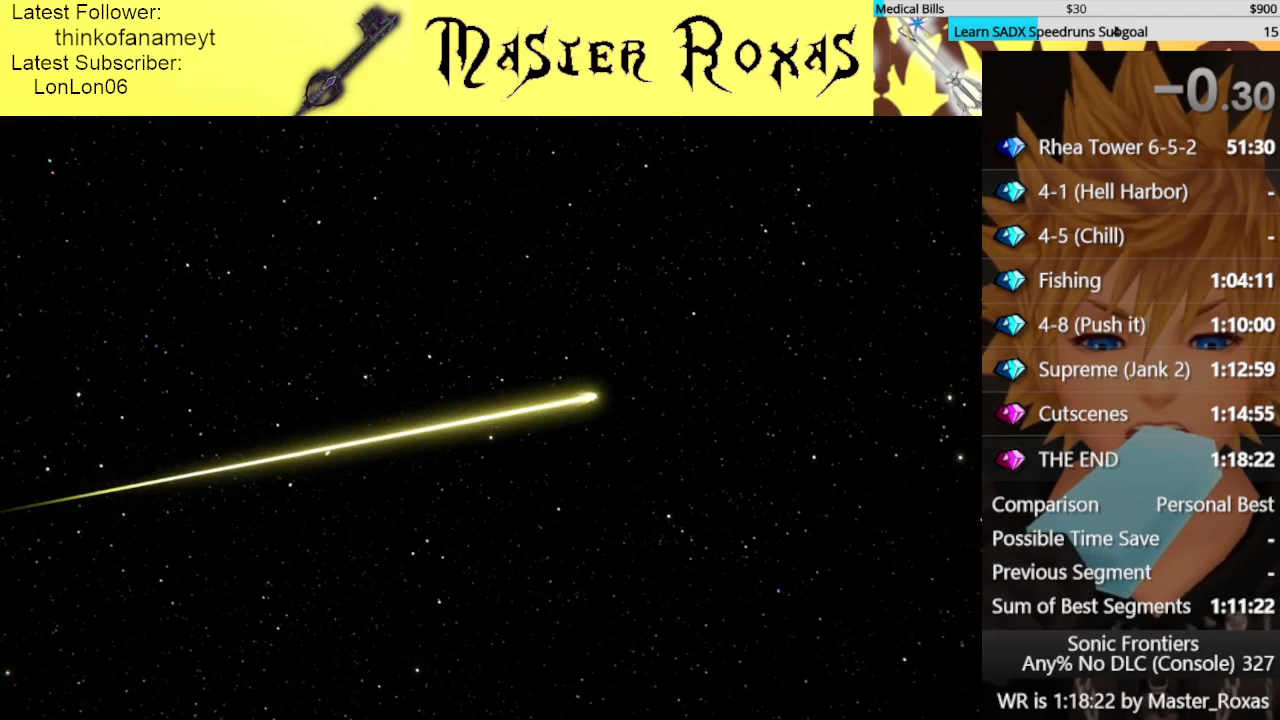 Latest Follower:
thinkofanameyt
Latest Subscriber:
LonLon06
Master Roxas
Medical Bills $30 $900
Learn SADX Speedruns Subgoal 15
-0.30
Rhea Tower 6-5-2 51:30
4-1 (Hell Harbor) -
4-5 (Chill) -
Fishing 1:04:11
4-8 (Push it) 1:10:00
Supreme (Jank 2) 1:12:59
Cutscenes 1:14:55
THE END 1:18:22
Comparison Personal Best
Possible Time Save -
Previous Segment -
Sum of Best Segments 1:11:22
Sonic Frontiers
Any% No DLC (Console) 327
WR is 1:18:22 by Master_Roxas